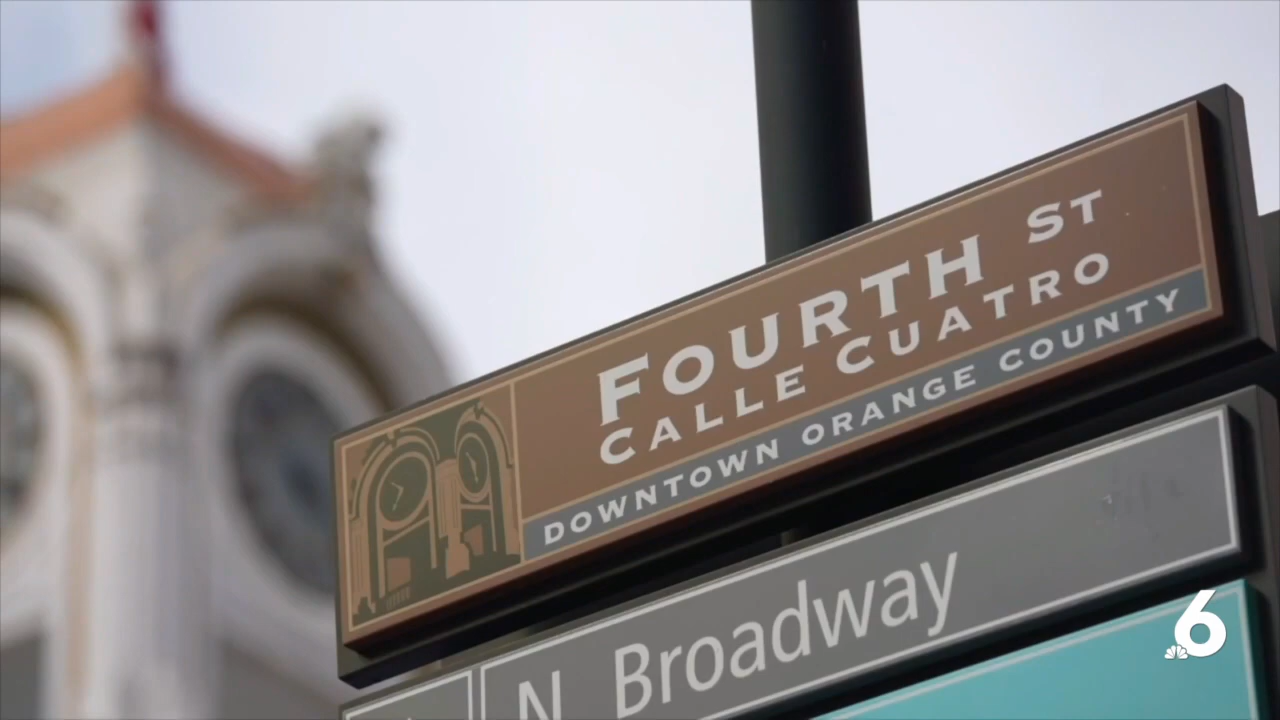 FOURTH ST
CALLE CUATRO
DOWNTOWN ORANGE COUNTY
N Broadway
6